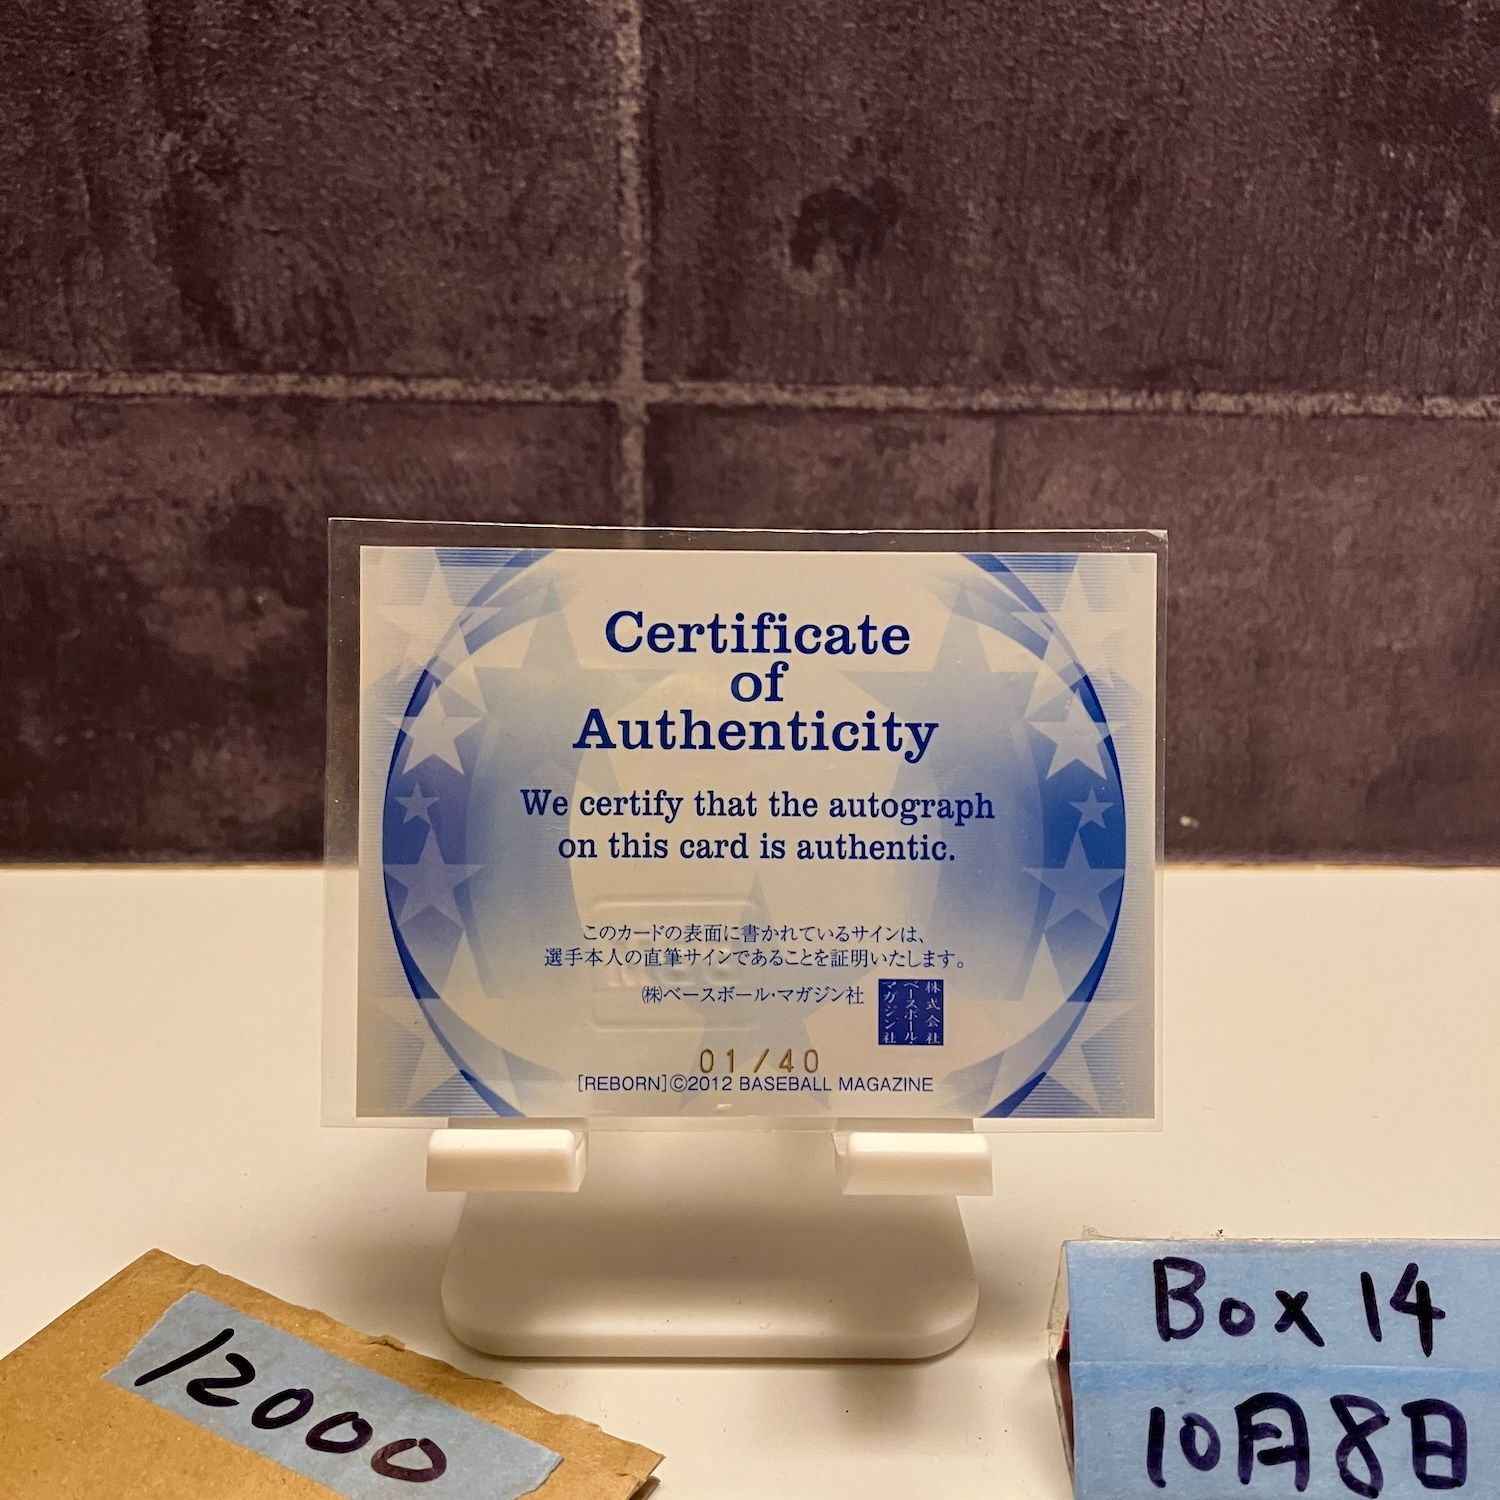 Certificate
of
Authenticity
We certify that the autograph
on this card is authentic.
このカードの表面に書かれているサインは、
選手本人の直筆サインであることを証明いたします。
㈱ベースボール・マガジン社
株式会社
ベースボール・
マガジン社
01/40
[REBORN]©2012 BASEBALL MAGAZINE
12000
Box 14
10月8日